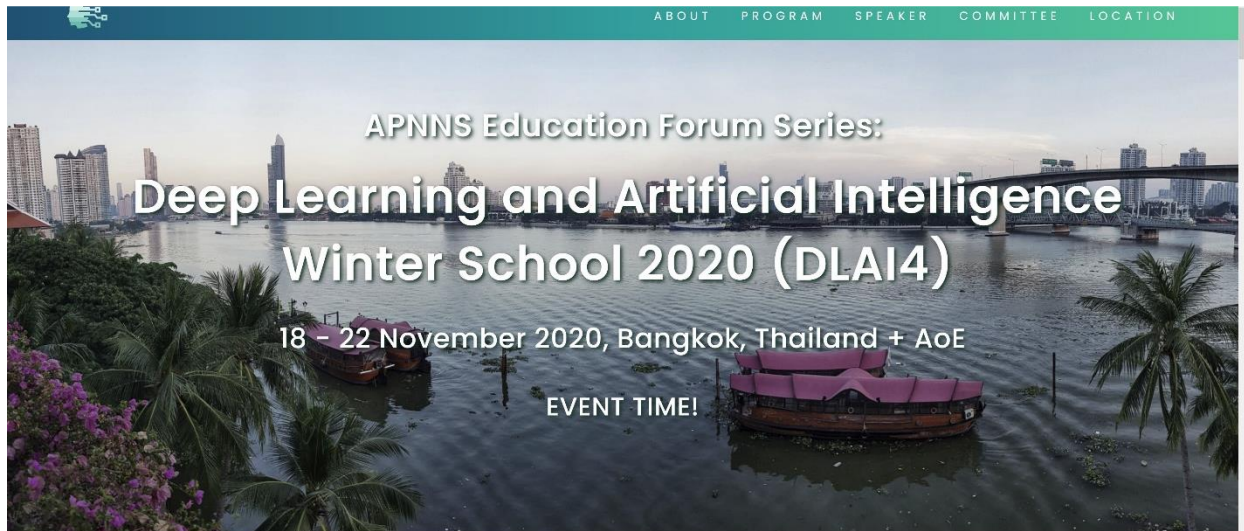 ABOUT PROGRAM SPEAKER COMMITTEE LOCATION
APNNS Education Forum Series:
Deep Learning and Artificial Intelligence
Winter School 2020 (DLAI4)
18 - 22 November 2020, Bangkok, Thailand + AoE
EVENT TIME!